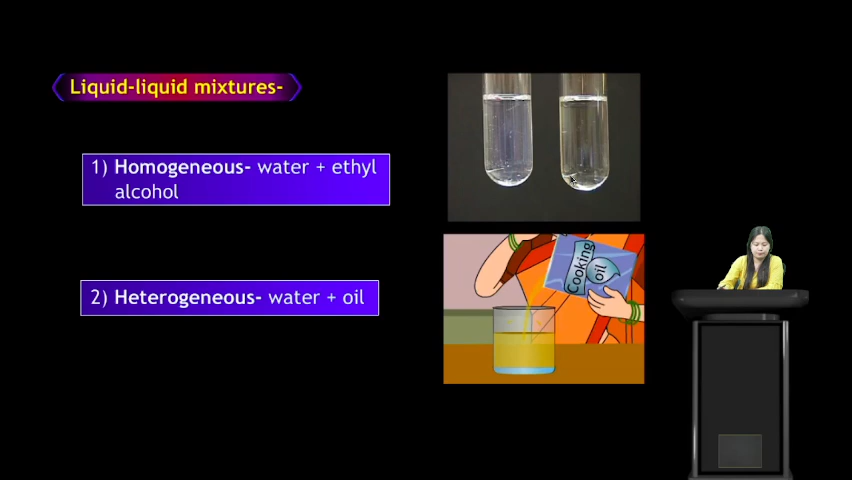 Liquid-liquid mixtures-
1) Homogeneous- water + ethyl
alcohol
2) Heterogeneous- water + oil
Cooking
oil